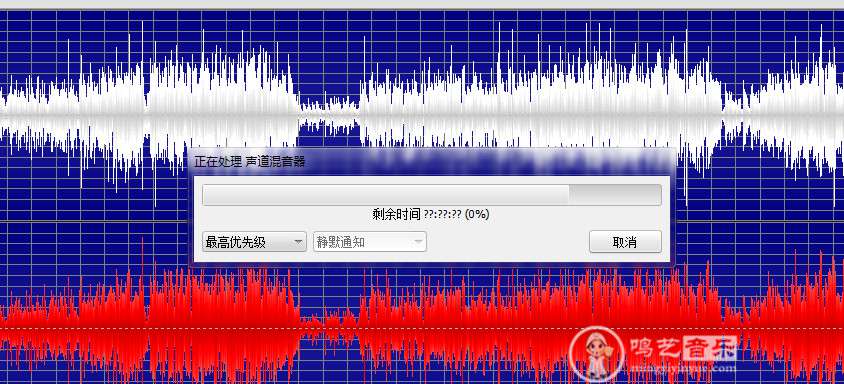 正在处理 声道混音器
剩余时间 ??:??:?? (0%)
最高优先级
静默通知
取消
鸣艺音乐
mingyiyinyue.com